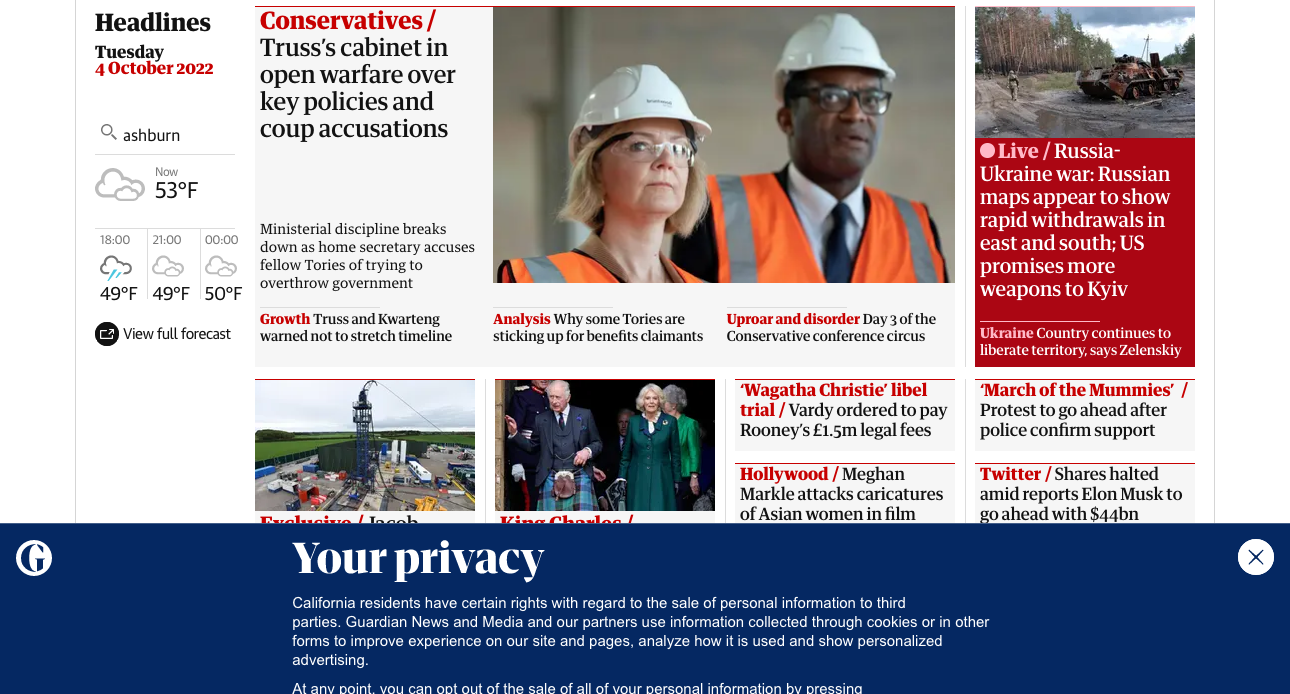 Headlines
Tuesday
4 October 2022
ashburn
Now
53°F
18:00 21:00 00:00
49°F 49°F 50°F
View full forecast
Conservatives /
Truss’s cabinet in
open warfare over
key policies and
coup accusations
Ministerial discipline breaks
down as home secretary accuses
fellow Tories of trying to
overthrow government
Growth Truss and Kwarteng
warned not to stretch timeline
Analysis Why some Tories are
sticking up for benefits claimants
Uproar and disorder Day 3 of the
Conservative conference circus
Live / Russia-
Ukraine war: Russian
maps appear to show
rapid withdrawals in
east and south; US
promises more
weapons to Kyiv
Ukraine Country continues to
liberate territory, says Zelenskiy
Exclusive / Jacob
King Charles /
‘Wagatha Christie’ libel
trial / Vardy ordered to pay
Rooney’s £1.5m legal fees
Hollywood / Meghan
Markle attacks caricatures
of Asian women in film
‘March of the Mummies’ /
Protest to go ahead after
police confirm support
Twitter / Shares halted
amid reports Elon Musk to
go ahead with $44bn
Your privacy
California residents have certain rights with regard to the sale of personal information to third
parties. Guardian News and Media and our partners use information collected through cookies or in other
forms to improve experience on our site and pages, analyze how it is used and show personalized
advertising.
At any point, you can opt out of the sale of all of your personal information by pressing